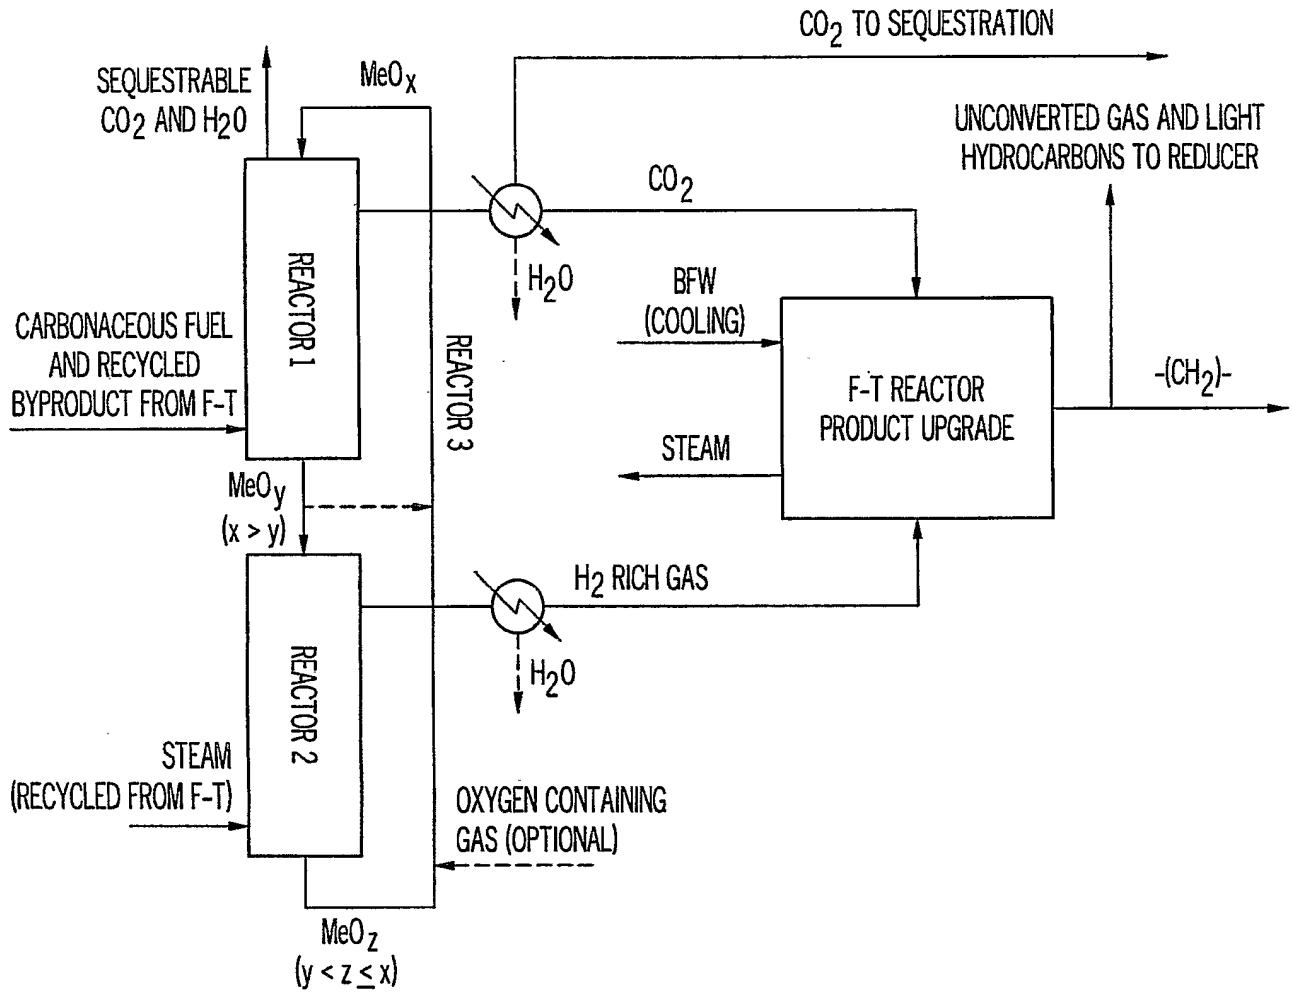 CO2 TO SEQUESTRATION
SEQUESTRABLE
CO2 AND H2O
MeOx
UNCONVERTED GAS AND LIGHT
HYDROCARBONS TO REDUCER
CO2
H2O
REACTOR 1
BFW
(COOLING)
CARBONACEOUS FUEL
AND RECYCLED
BYPRODUCT FROM F-T
REACTOR 3
F-T REACTOR
PRODUCT UPGRADE
-(CH2)-
STEAM
MeOy
(x > y)
H2 RICH GAS
H2O
REACTOR 2
STEAM
(RECYCLED FROM F-T)
OXYGEN CONTAINING
GAS (OPTIONAL)
MeOz
(y < z ≤ x)